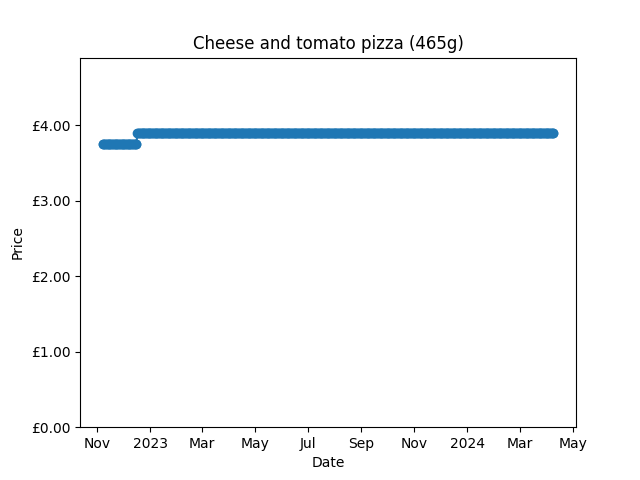 Cheese and tomato pizza (465g)
£4.00
£3.00
£2.00
£1.00
£0.00
Price
Nov 2023 Mar May Jul Sep Nov 2024 Mar May
Date